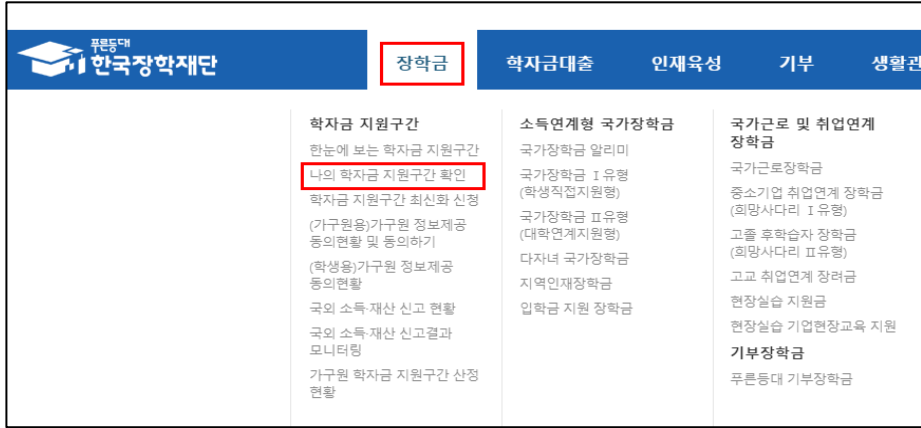 푸른등대
한국장학재단
장학금
학자금대출
인재육성
기부
생활관
학자금 지원구간
한눈에 보는 학자금 지원구간
나의 학자금 지원구간 확인
학자금 지원구간 최신화 신청
(가구원용)가구원 정보제공
동의현황 및 동의하기
(학생용)가구원 정보제공
동의현황
국외 소득·재산 신고 현황
국외 소득·재산 신고결과
모니터링
가구원 학자금 지원구간 산정
현황
소득연계형 국가장학금
국가장학금 알리미
국가장학금 Ⅰ유형
(학생직접지원형)
국가장학금 Ⅱ유형
(대학연계지원형)
다자녀 국가장학금
지역인재장학금
입학금 지원 장학금
국가근로 및 취업연계
장학금
국가근로장학금
중소기업 취업연계 장학금
(희망사다리 Ⅰ유형)
고졸 후학습자 장학금
(희망사다리 Ⅱ유형)
고교 취업연계 장려금
현장실습 지원금
현장실습 기업현장교육 지원
기부장학금
푸른등대 기부장학금